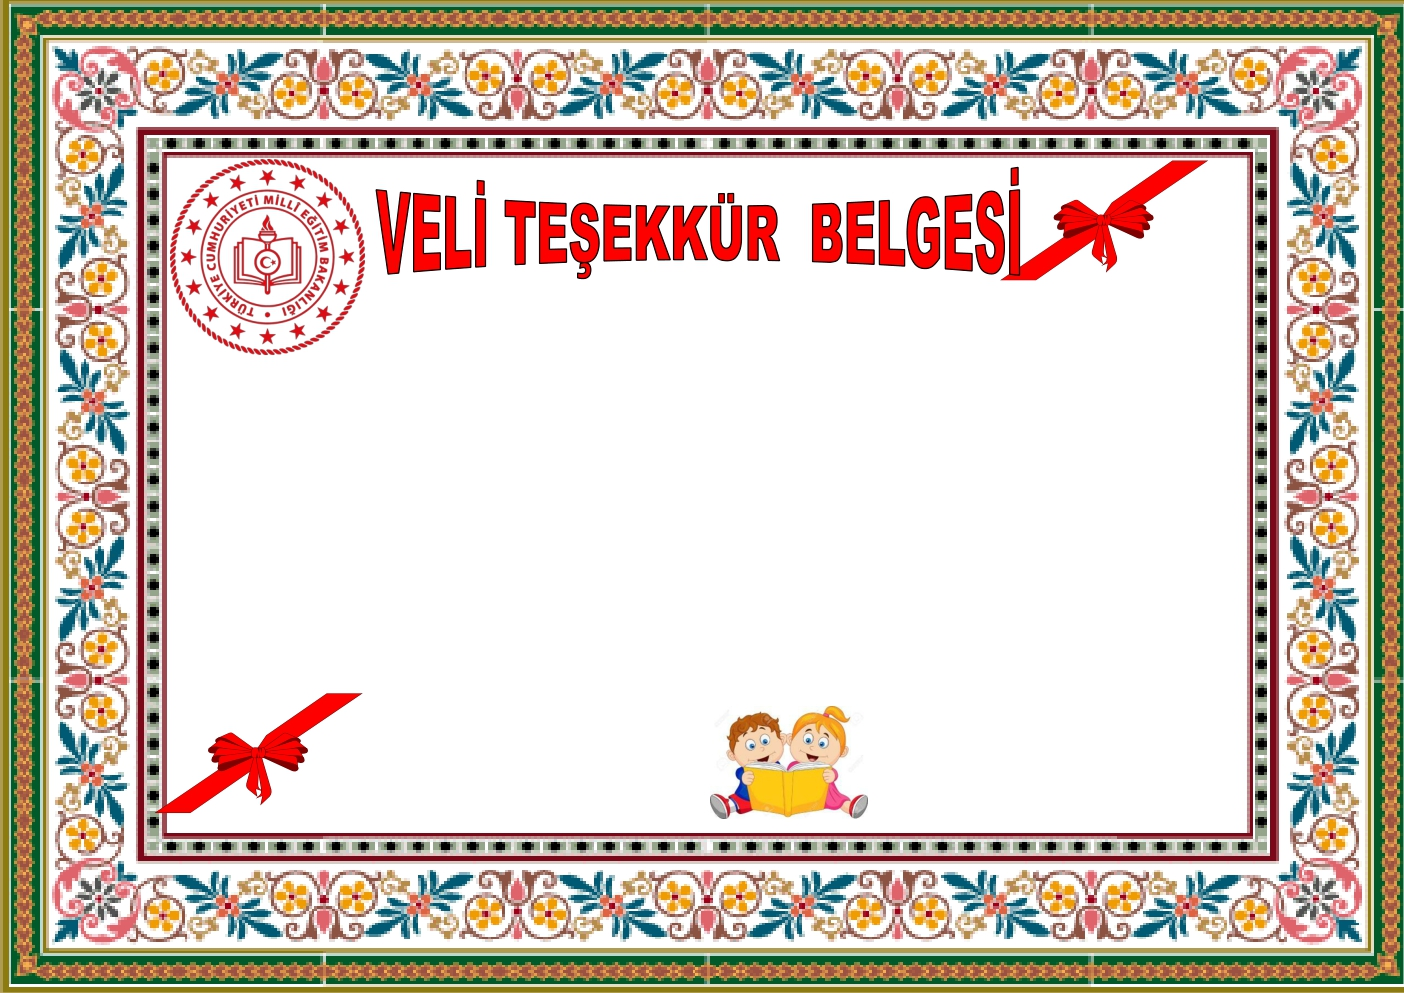 VELİ TEŞEKKÜR BELGESİ
TÜRKİYE CUMHURİYETİ MİLLÎ EĞİTİM BAKANLIĞI